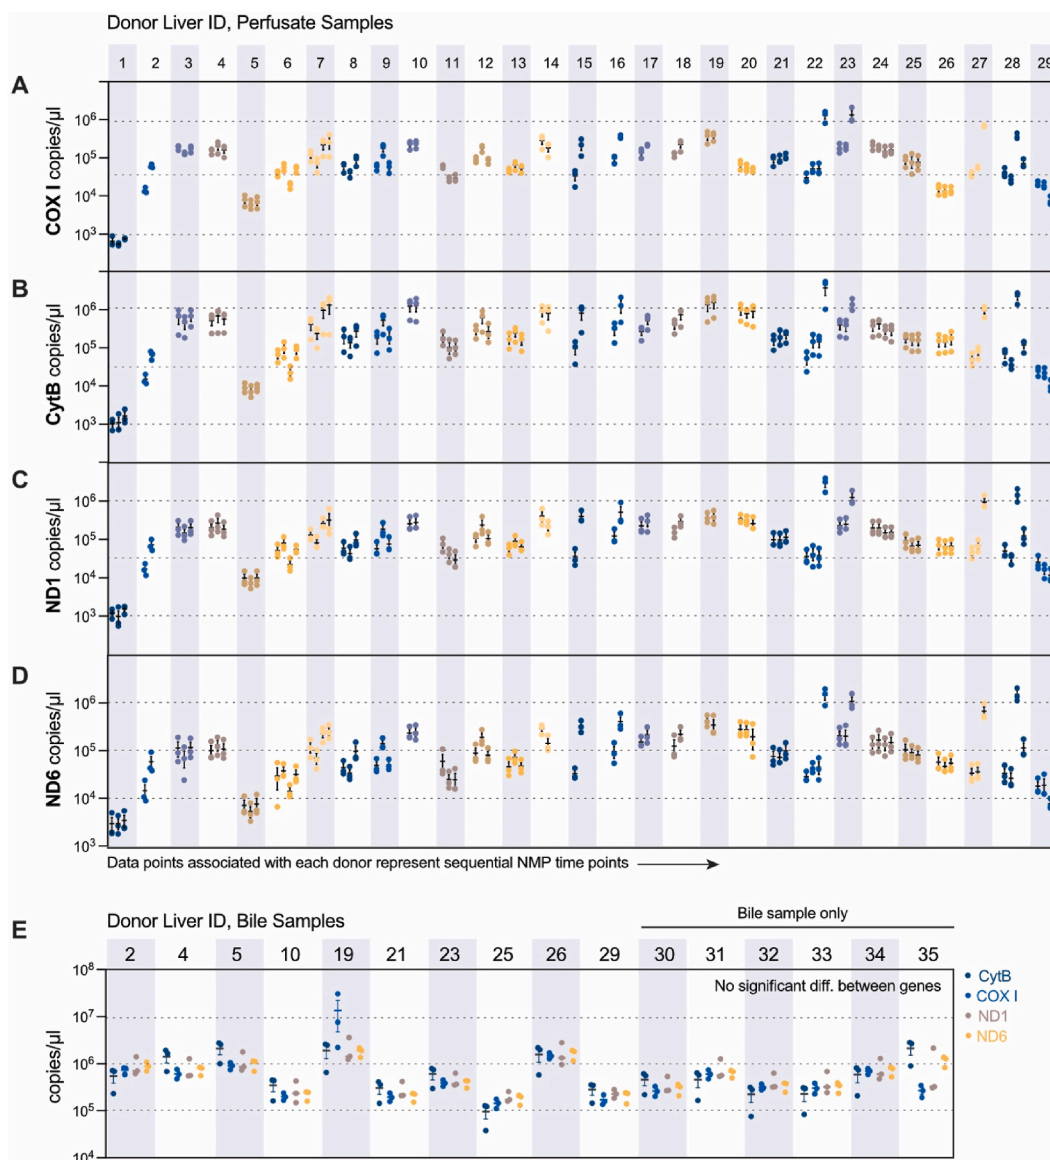 Donor Liver ID, Perfusate Samples
1 2 3 4 5 6 7 8 9 10 11 12 13 14 15 16 17 18 19 20 21 22 23 24 25 26 27 28 29
A
COX I copies/µl
10⁶
10⁵
10⁴
10³
B
CytB copies/µl
10⁶
10⁵
10⁴
10³
C
ND1 copies/µl
10⁶
10⁵
10⁴
10³
D
ND6 copies/µl
10⁶
10⁵
10⁴
10³
Data points associated with each donor represent sequential NMP time points
E
Donor Liver ID, Bile Samples
Bile sample only
2 4 5 10 19 21 23 25 26 29 30 31 32 33 34 35
No significant diff. between genes
copies/µl
10⁸
10⁷
10⁶
10⁵
10⁴
CytB
COX I
ND1
ND6